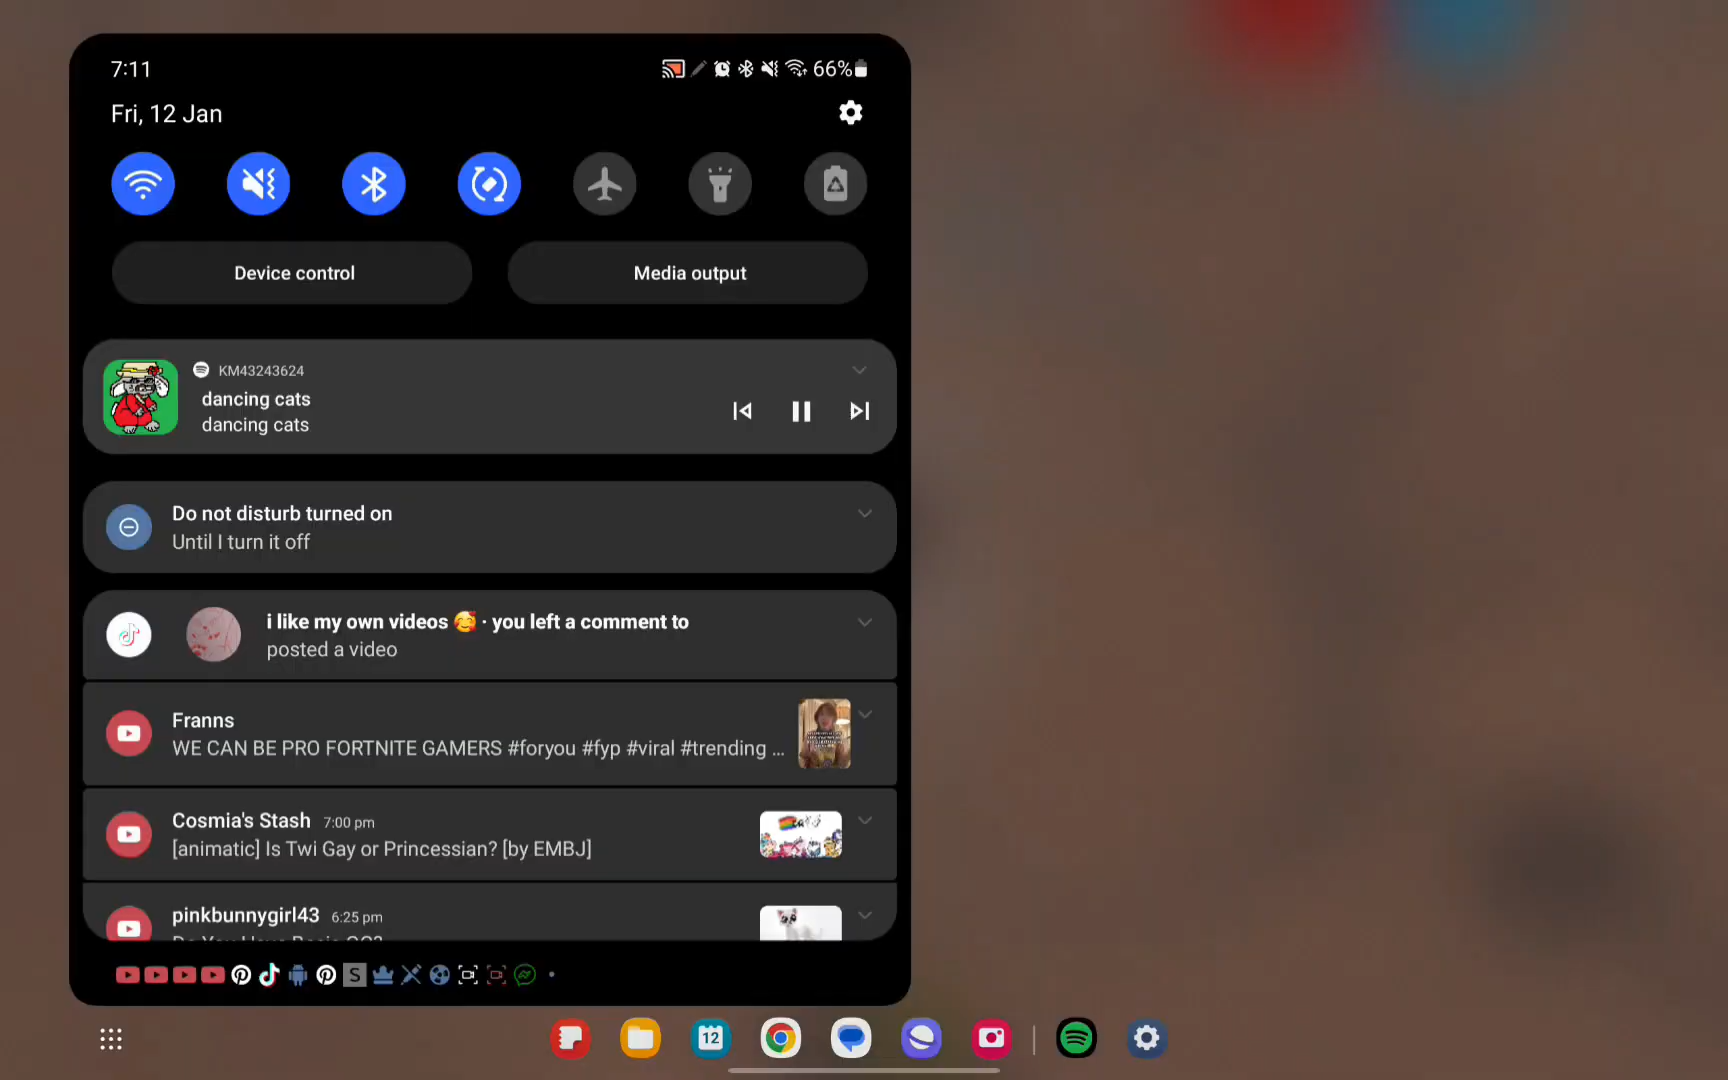 7:11
66%
Fri, 12 Jan
Device control
Media output
KM43243624
dancing cats
dancing cats
Do not disturb turned on
Until I turn it off
i like my own videos 🥰 · you left a comment to
posted a video
Franns
WE CAN BE PRO FORTNITE GAMERS #foryou #fyp #viral #trending ...
Cosmia's Stash 7:00 pm
[animatic] Is Twi Gay or Princessian? [by EMBJ]
pinkbunnygirl43 6:25 pm
S
12